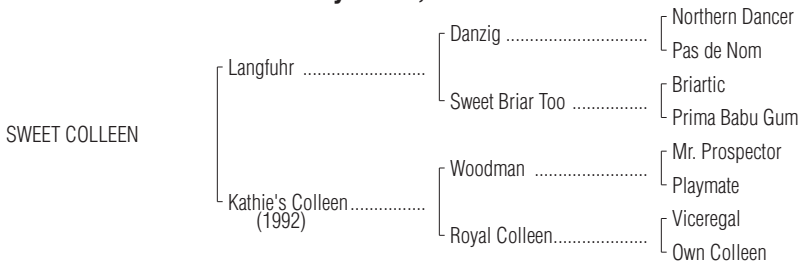 Northern Dancer
Danzig ..............................
Pas de Nom
Langfuhr ..........................
Briartic
Sweet Briar Too ................
Prima Babu Gum
SWEET COLLEEN
Mr. Prospector
Woodman ........................
Playmate
Kathie's Colleen................
(1992)
Viceregal
Royal Colleen....................
Own Colleen